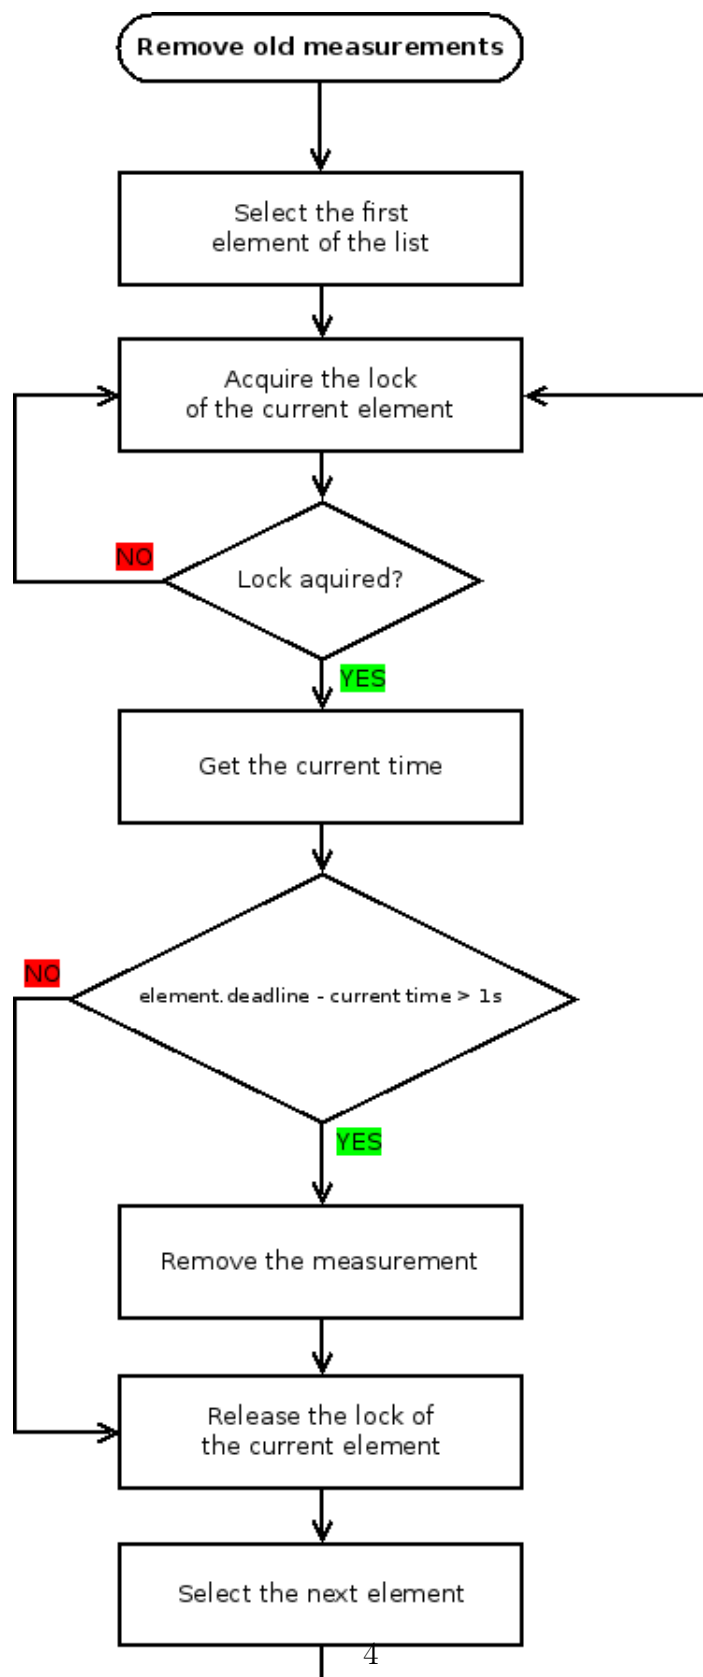 Remove old measurements
Select the first
element of the list
Acquire the lock
of the current element
NO
Lock aquired?
YES
Get the current time
NO
element.deadline - current time > 1s
YES
Remove the measurement
Release the lock of
the current element
Select the next element
4